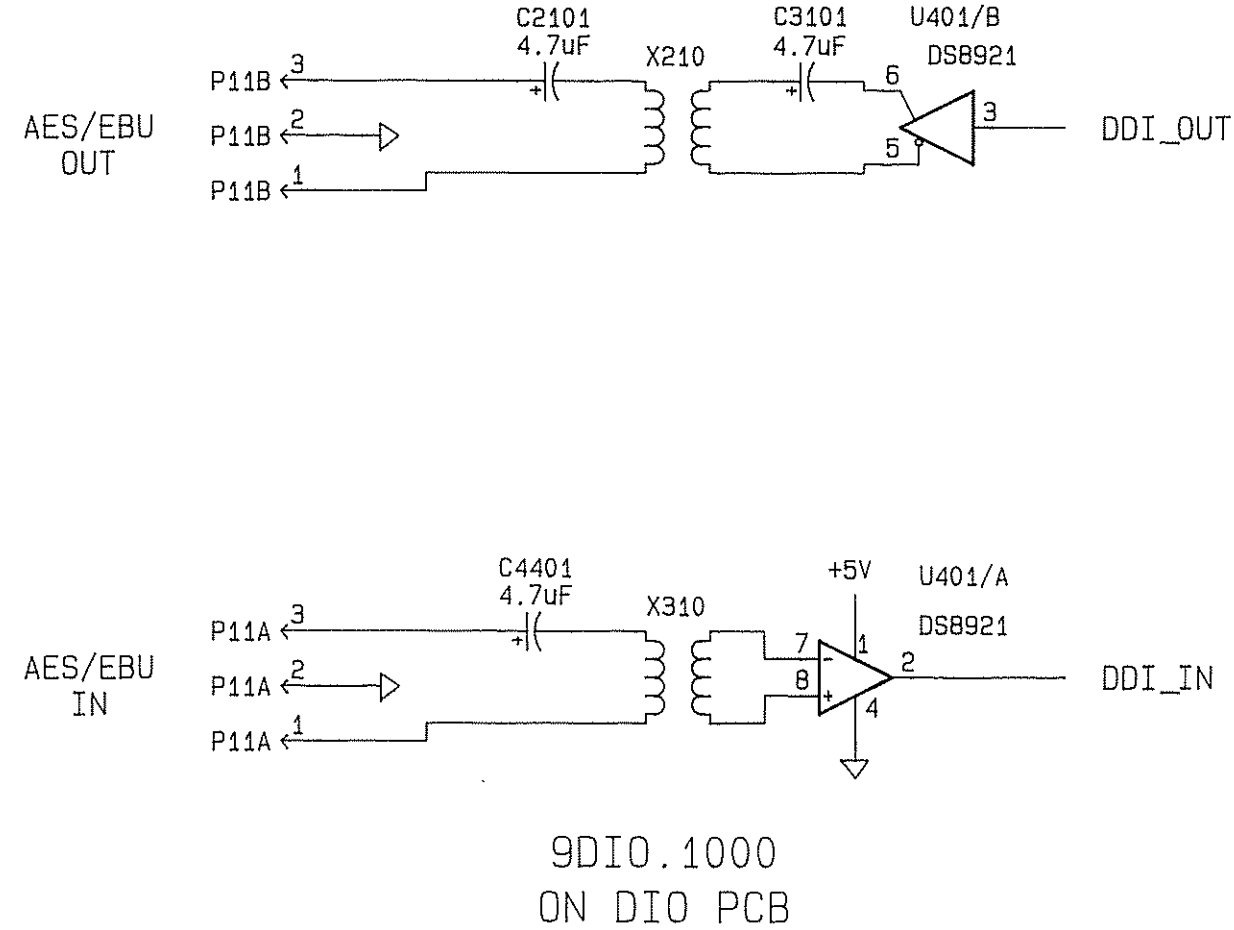 C2101
4.7uF
C3101
4.7uF
U401/B
DS8921
X210
P11B 3
P11B 2
P11B 1
AES/EBU
OUT
6
5
3
DDI_OUT
+
+
C4401
4.7uF
X310
+5V
U401/A
DS8921
P11A 3
P11A 2
P11A 1
AES/EBU
IN
+
7
8
-
+
1
2
4
DDI_IN
9DIO.1000
ON DIO PCB